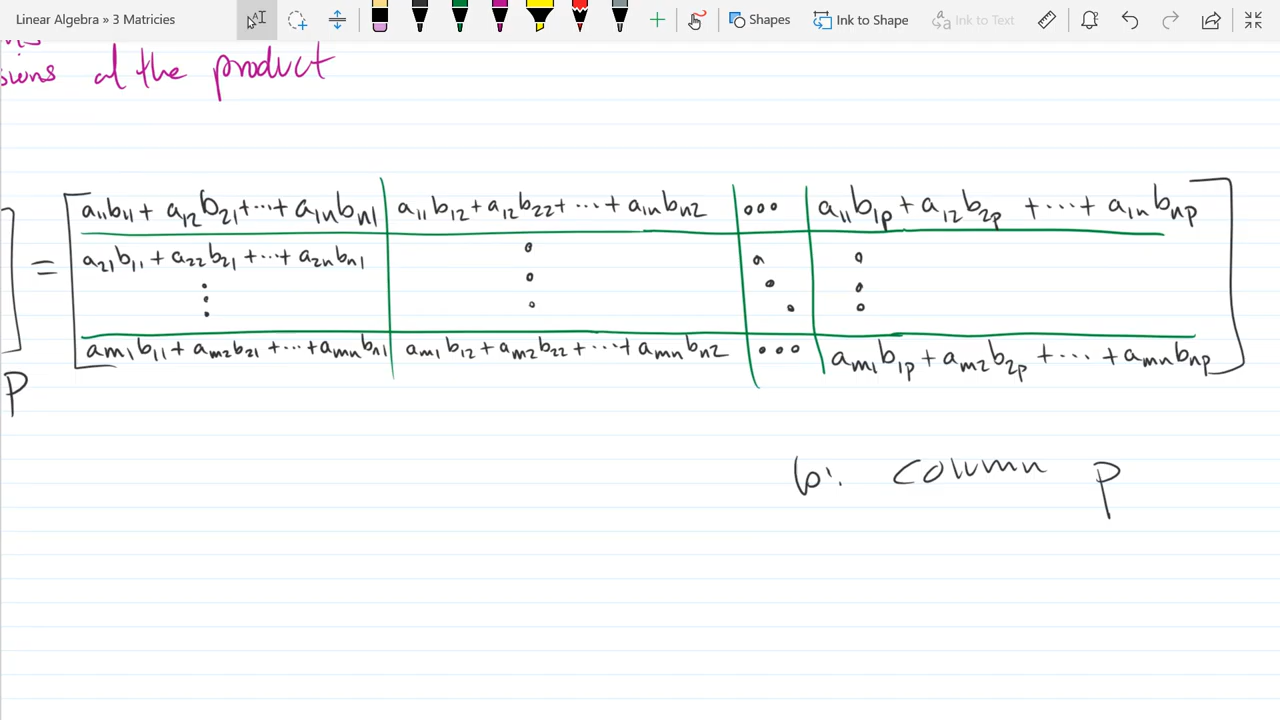 Linear Algebra » 3 Matricies
Shapes Ink to Shape Ink to Text
sions of the product
= [ a₁₁b₁₁ + a₁₂b₂₁ + ⋯ + a₁ₙbₙ₁ a₁₁b₁₂ + a₁₂b₂₂ + ⋯ + a₁ₙbₙ₂ ∘∘∘ a₁₁b₁ₚ + a₁₂b₂ₚ + ⋯ + a₁ₙbₙₚ ]
a₂₁b₁₁ + a₂₂b₂₁ + ⋯ + a₂ₙbₙ₁
aₘ₁b₁₁ + aₘ₂b₂₁ + ⋯ + aₘₙbₙ₁ aₘ₁b₁₂ + aₘ₂b₂₂ + ⋯ + aₘₙbₙ₂ ∘∘∘ aₘ₁b₁ₚ + aₘ₂b₂ₚ + ⋯ + aₘₙbₙₚ
P
b: column p